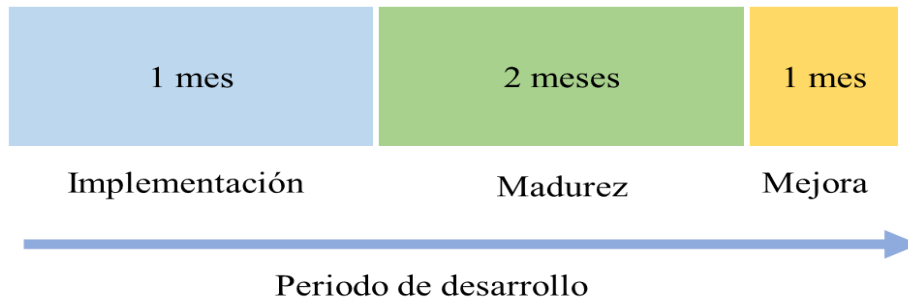 1 mes
2 meses
1 mes
Implementación
Madurez
Mejora
Periodo de desarrollo